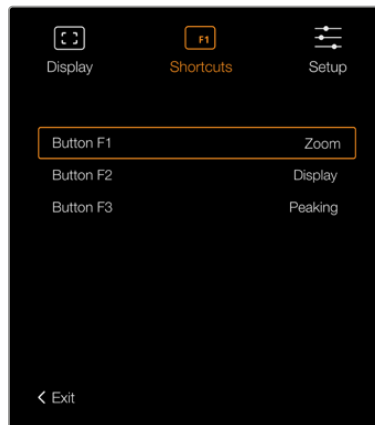 F1
Display Shortcuts Setup
Button F1 Zoom
Button F2 Display
Button F3 Peaking
Exit